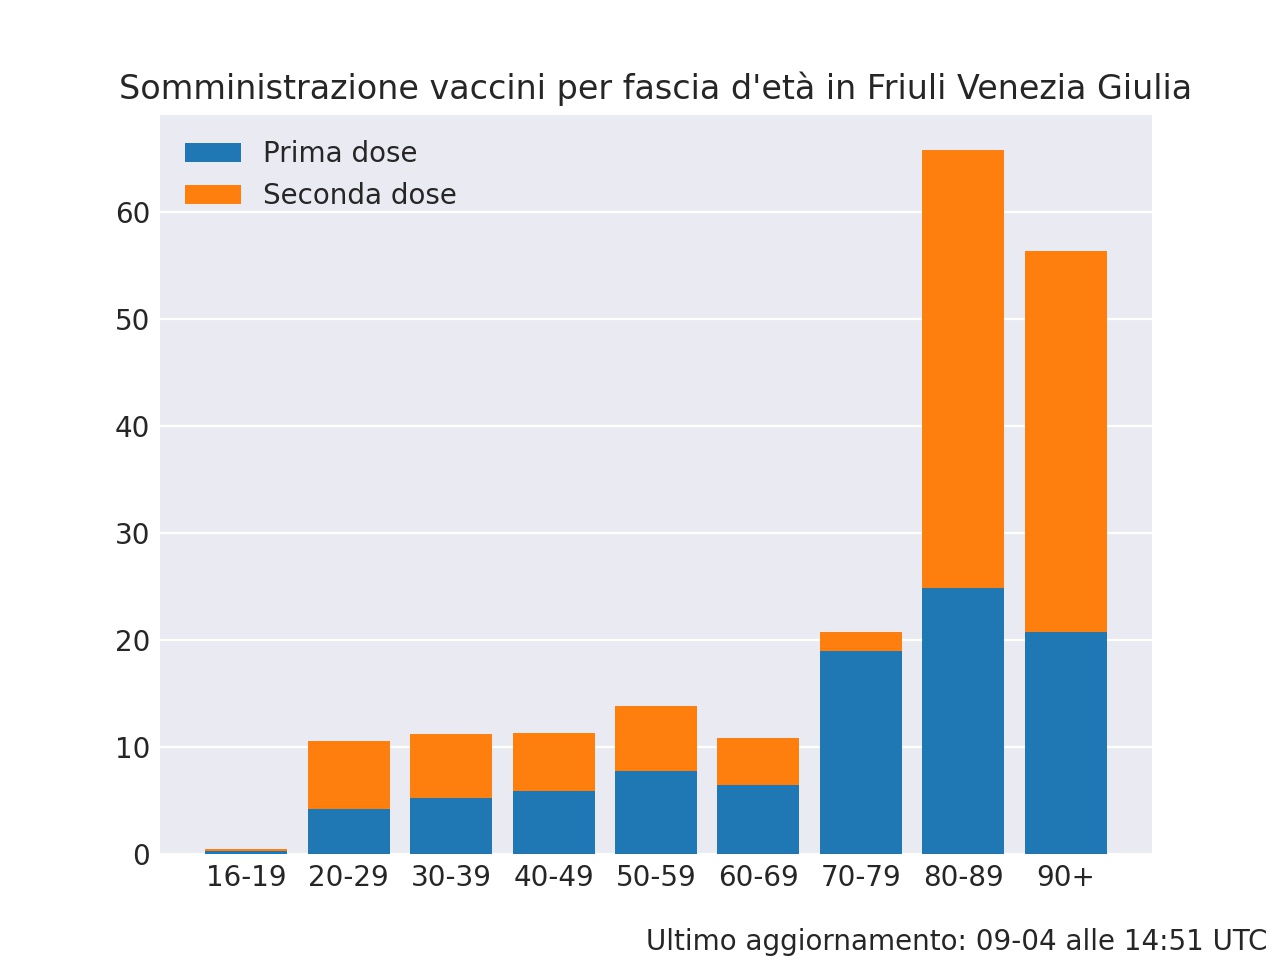 Somministrazione vaccini per fascia d'età in Friuli Venezia Giulia
Prima dose
Seconda dose
60
50
40
30
20
10
0
16-19 20-29 30-39 40-49 50-59 60-69 70-79 80-89 90+
Ultimo aggiornamento: 09-04 alle 14:51 UTC